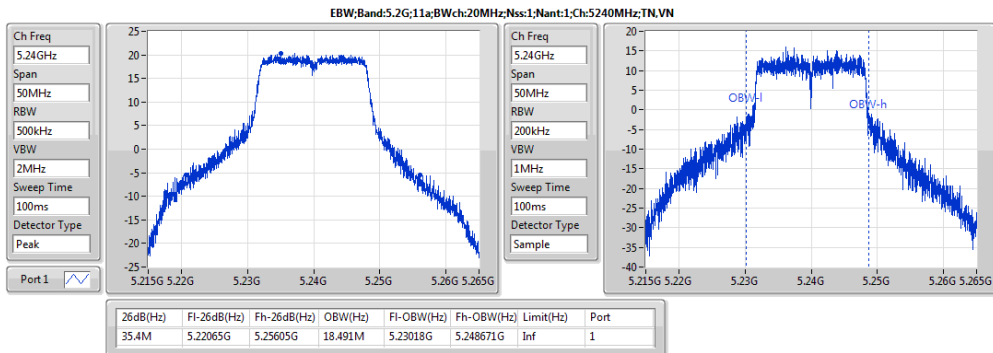 EBW;Band:5.2G;11a;BWch:20MHz;Nss:1;Nant:1;Ch:5240MHz;TN,VN
Ch Freq
5.24GHz
Span
50MHz
RBW
500kHz
VBW
2MHz
Sweep Time
100ms
Detector Type
Peak
Port 1
25
20
15
10
5
0
-5
-10
-15
-20
-25
5.215G 5.22G 5.23G 5.24G 5.25G 5.26G 5.265G
Ch Freq
5.24GHz
Span
50MHz
RBW
200kHz
VBW
1MHz
Sweep Time
100ms
Detector Type
Sample
20
15
10
5
0
-5
-10
-15
-20
-25
-30
-35
-40
OBW-l
OBW-h
5.215G 5.22G 5.23G 5.24G 5.25G 5.26G 5.265G
26dB(Hz) Fl-26dB(Hz) Fh-26dB(Hz) OBW(Hz) Fl-OBW(Hz) Fh-OBW(Hz) Limit(Hz) Port
35.4M 5.22065G 5.25605G 18.491M 5.23018G 5.248671G Inf 1